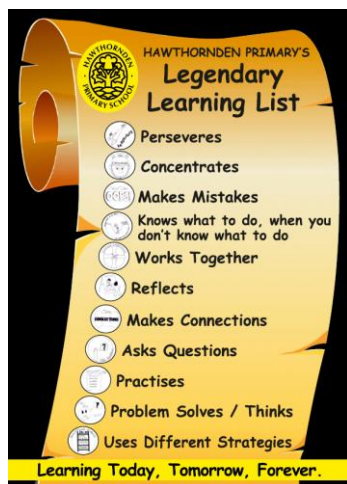 HAWTHORNDEN
PRIMARY SCHOOL
HAWTHORNDEN PRIMARY'S
Legendary
Learning List
Perseveres
Concentrates
Makes Mistakes
Knows what to do, when you
don't know what to do
Works Together
Reflects
Makes Connections
Asks Questions
Practises
Problem Solves / Thinks
Uses Different Strategies
Learning Today, Tomorrow, Forever.